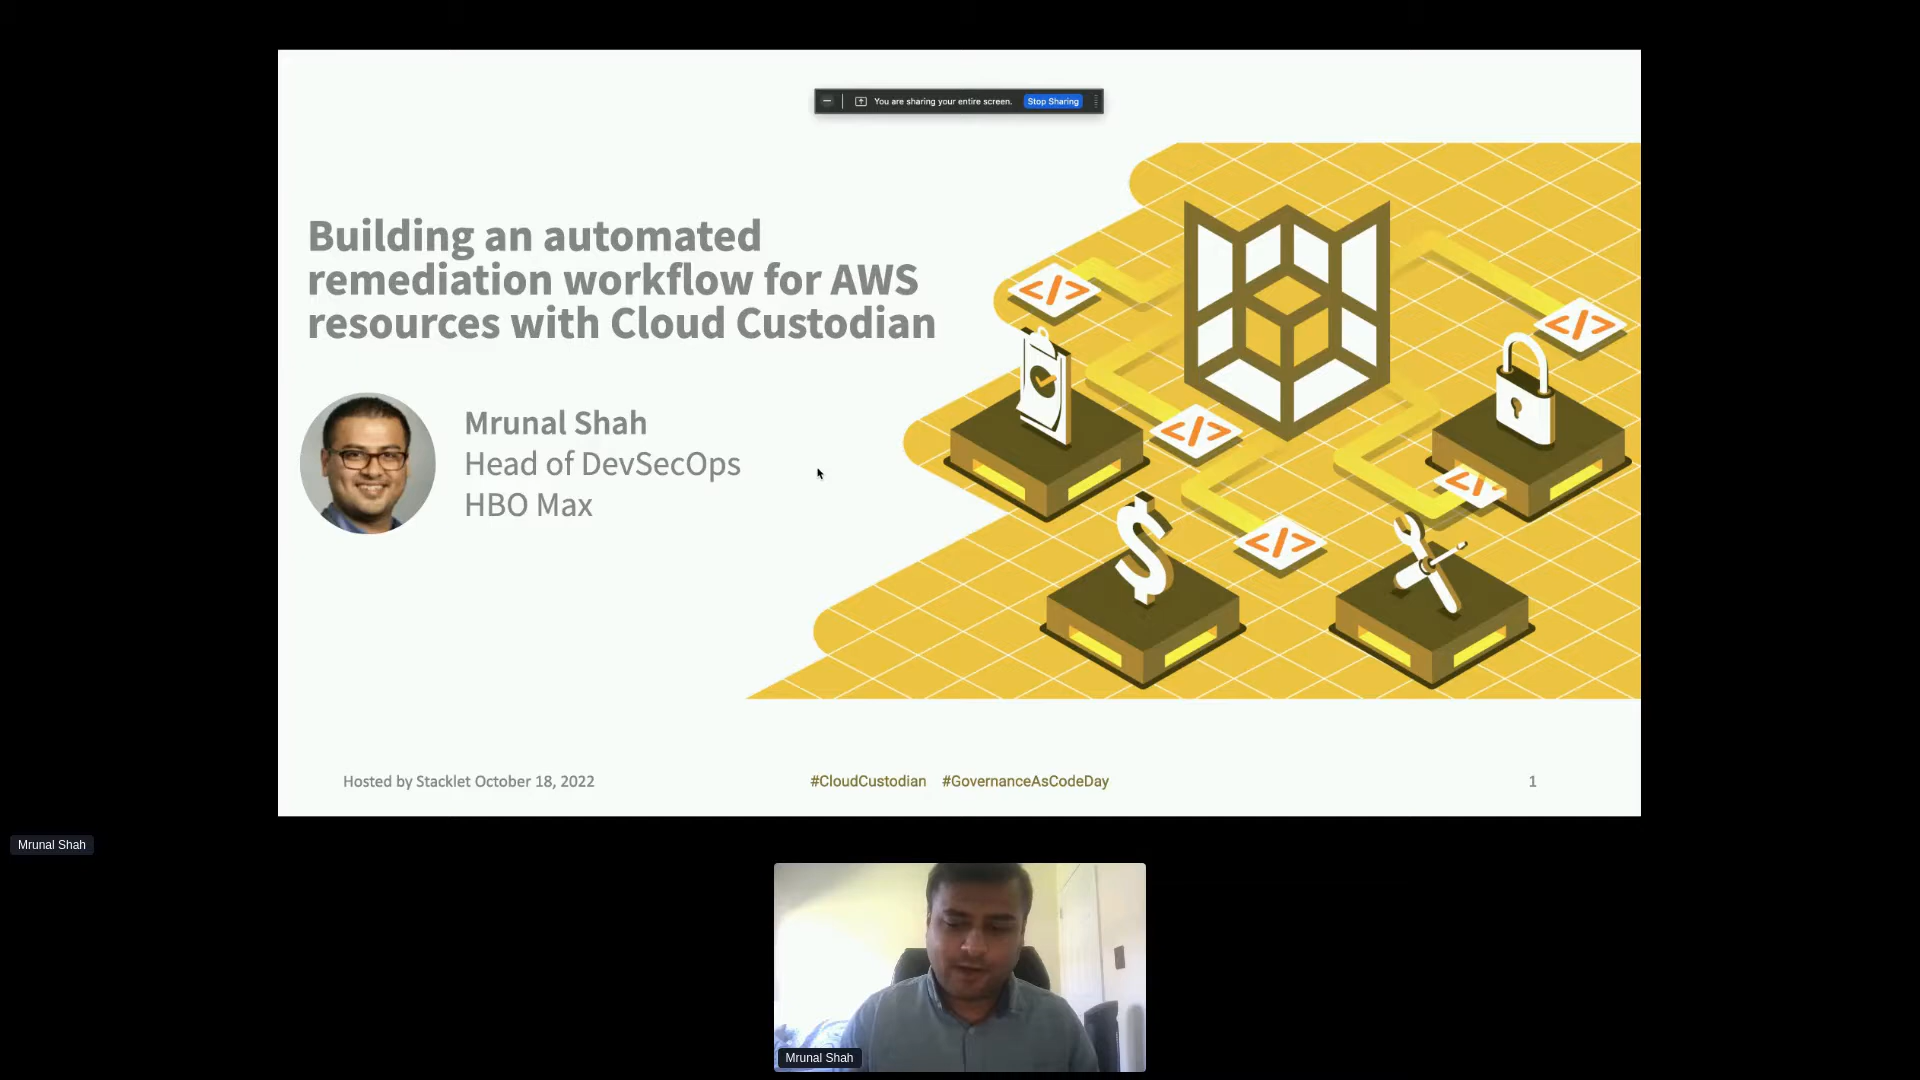 You are sharing your entire screen. Stop Sharing
Building an automated
remediation workflow for AWS
resources with Cloud Custodian
Mrunal Shah
Head of DevSecOps
HBO Max
</>
</>
</>
</>
</>
$
Hosted by Stacklet October 18, 2022 #CloudCustodian #GovernanceAsCodeDay 1
Mrunal Shah
Mrunal Shah